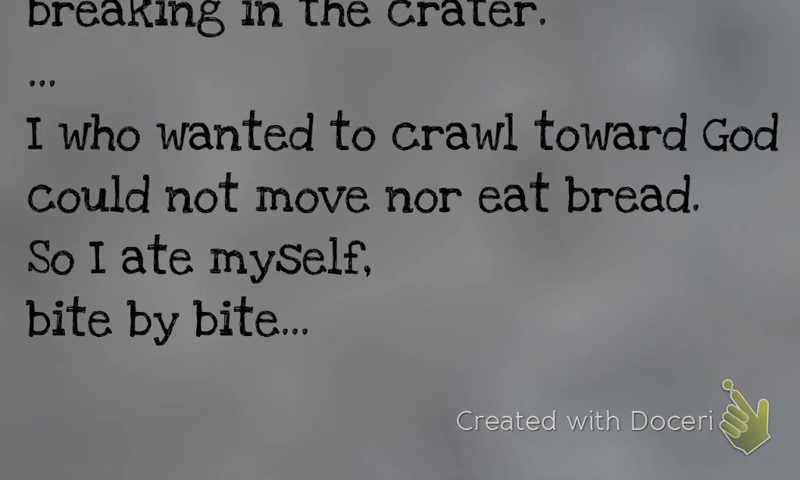 breaking in the crater.
...
I who wanted to crawl toward God
could not move nor eat bread.
So I ate myself,
bite by bite...
Created with Doceri